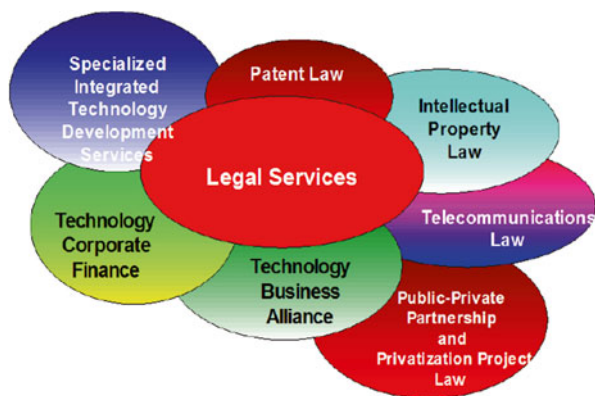 Specialized
Integrated
Technology
Development
Services
Patent Law
Intellectual
Property
Law
Legal Services
Telecommunications
Law
Technology
Corporate
Finance
Technology
Business
Alliance
Public-Private
Partnership
and
Privatization Project
Law